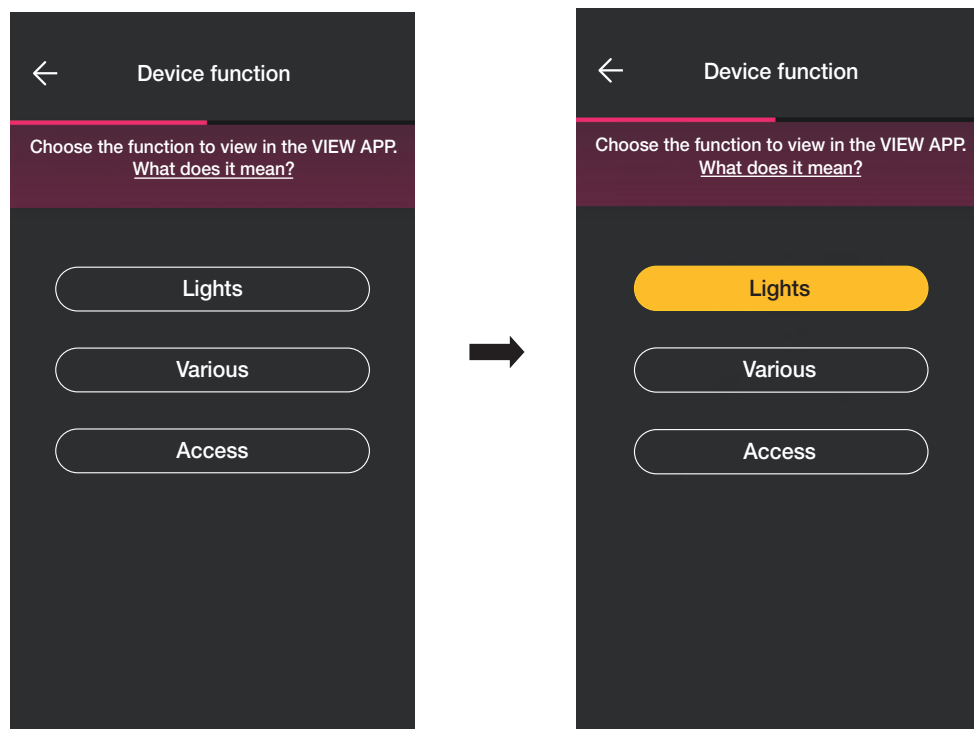 Device function
Choose the function to view in the VIEW APP.
What does it mean?
Lights
Various
Access
Device function
Choose the function to view in the VIEW APP.
What does it mean?
Lights
Various
Access